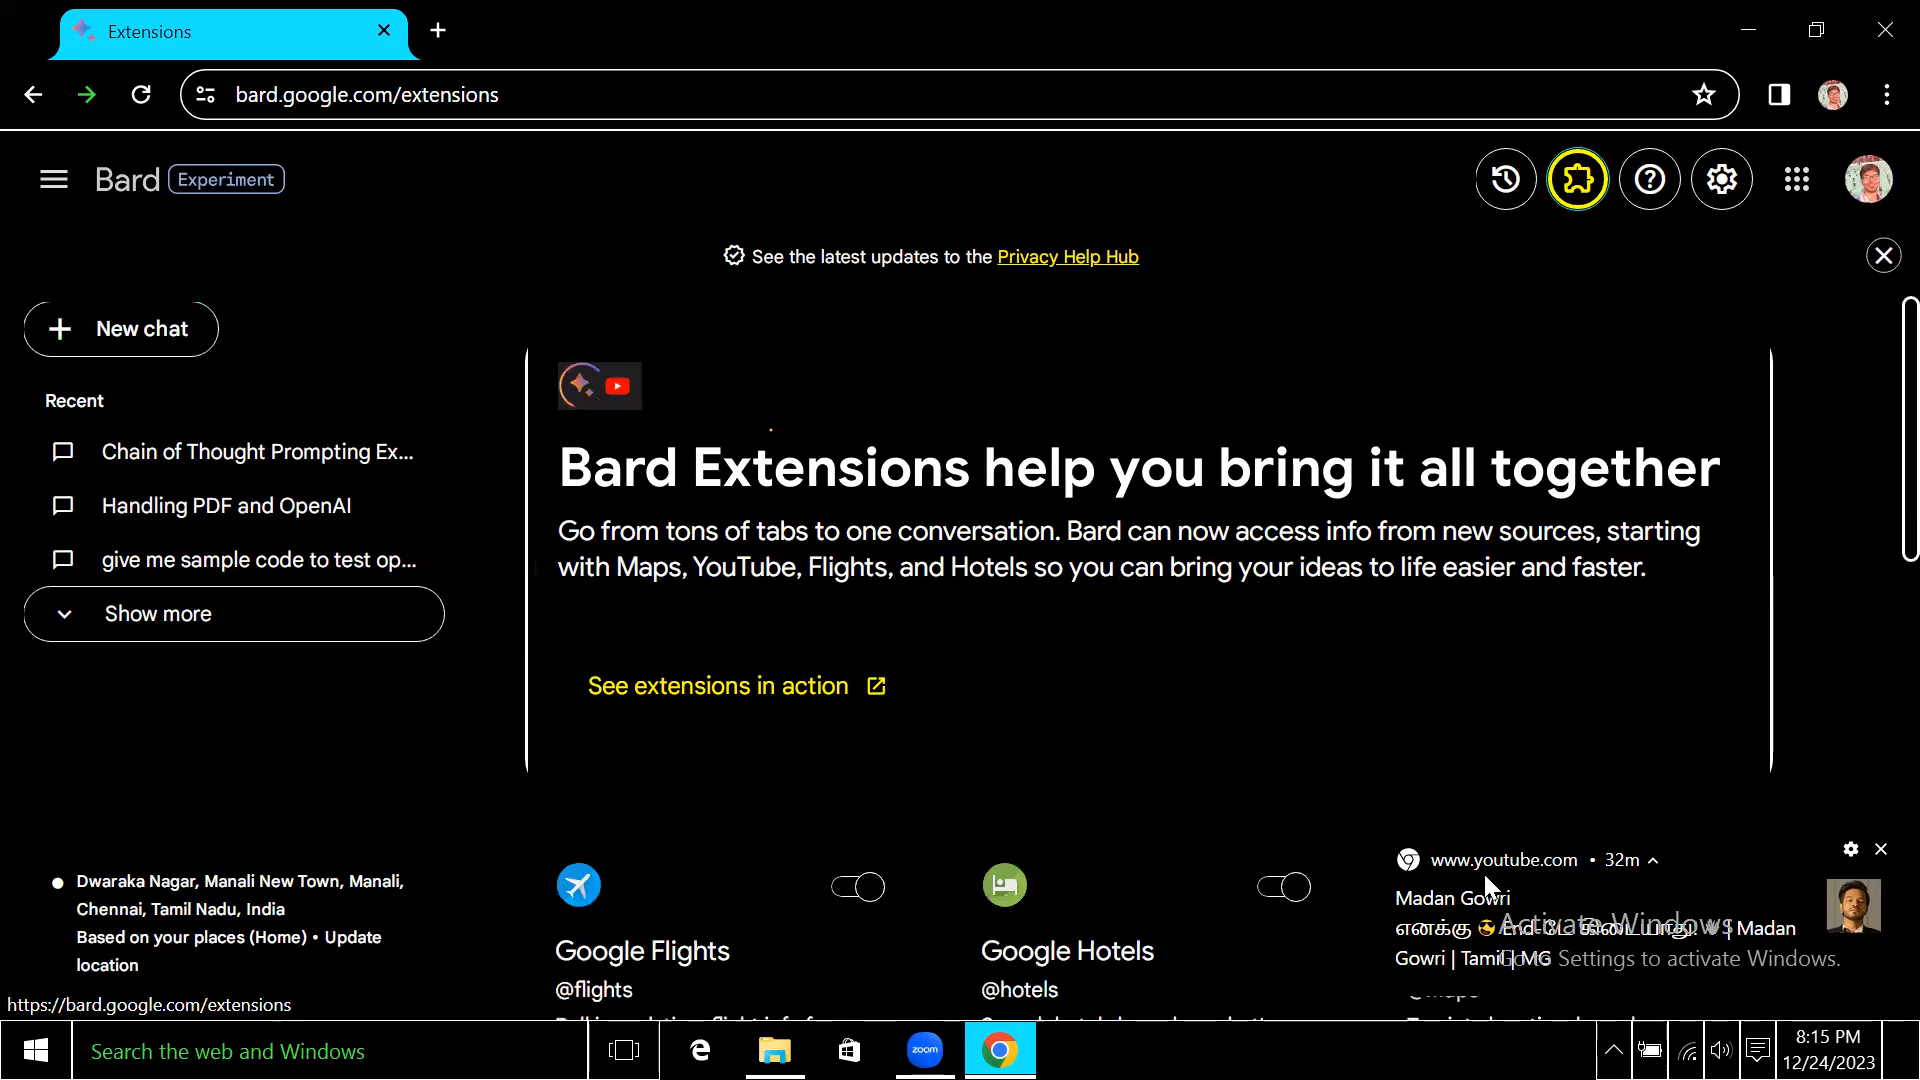 Extensions
bard.google.com/extensions
Bard Experiment
See the latest updates to the Privacy Help Hub
New chat
Recent
Chain of Thought Prompting Ex...
Handling PDF and OpenAI
give me sample code to test op...
Show more
Bard Extensions help you bring it all together
Go from tons of tabs to one conversation. Bard can now access info from new sources, starting
with Maps, YouTube, Flights, and Hotels so you can bring your ideas to life easier and faster.
See extensions in action
Dwaraka Nagar, Manali New Town, Manali,
Chennai, Tamil Nadu, India
Based on your places (Home) • Update
location
https://bard.google.com/extensions
Google Flights
@flights
Google Hotels
@hotels
www.youtube.com • 32m
Madan Gowri
எனக்கு 😎 End-டே கிடையாது! | Madan
Gowri | Tamil | MG
Activate Windows
Go to Settings to activate Windows.
Search the web and Windows
zoom
8:15 PM
12/24/2023